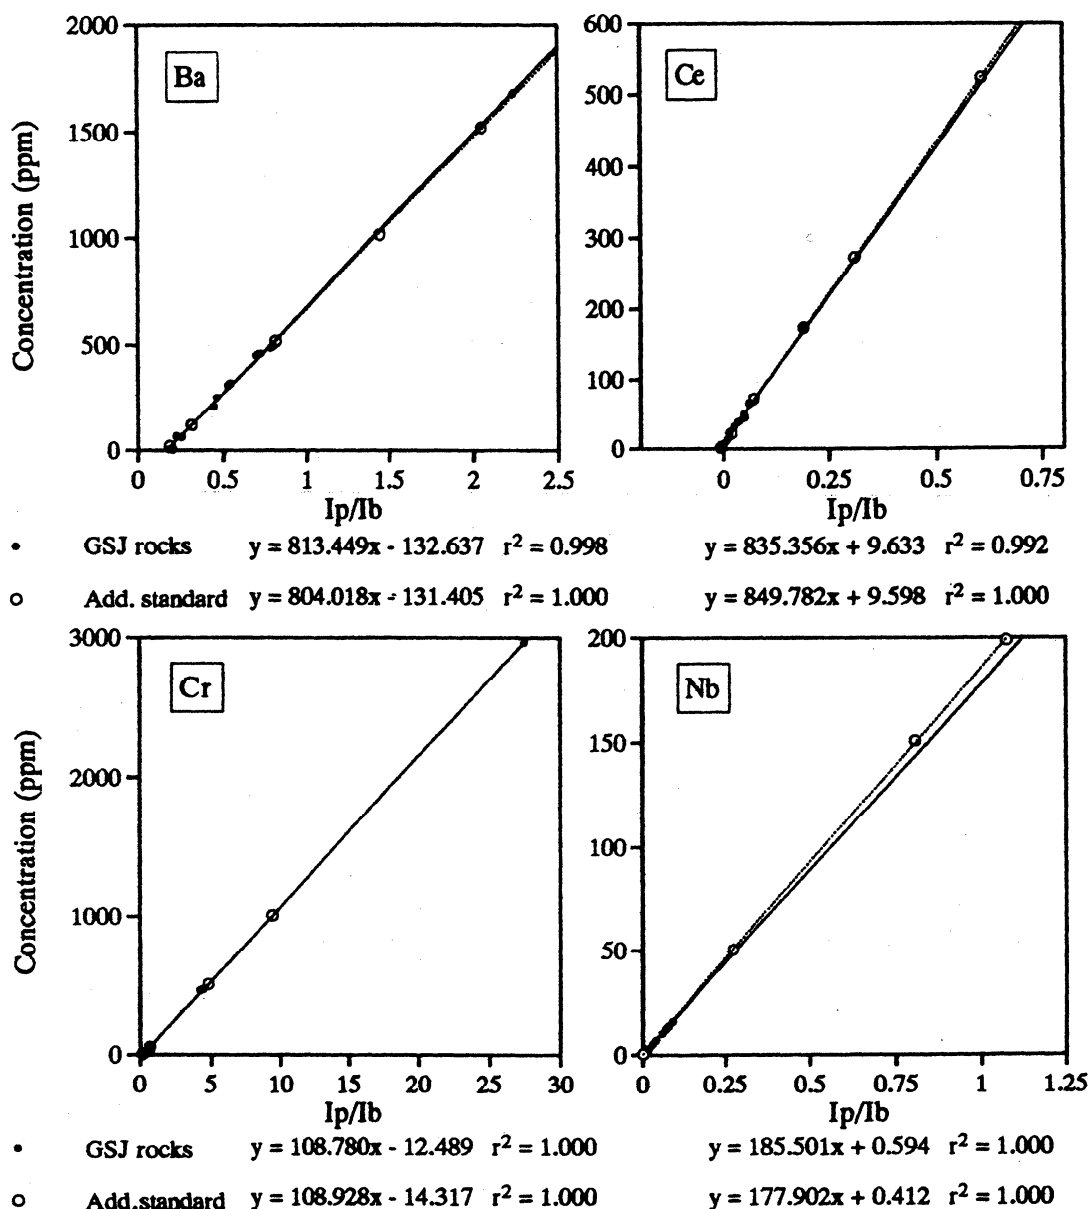 Concentration (ppm)
2000
1500
1000
500
0
Ba
0 0.5 1 1.5 2 2.5
Ip/Ib
600
500
400
300
200
100
0
Ce
0 0.25 0.5 0.75
Ip/Ib
GSJ rocks y = 813.449x - 132.637 r² = 0.998 y = 835.356x + 9.633 r² = 0.992
Add. standard y = 804.018x - 131.405 r² = 1.000 y = 849.782x + 9.598 r² = 1.000
Concentration (ppm)
3000
2000
1000
0
Cr
0 5 10 15 20 25 30
Ip/Ib
200
150
100
50
0
Nb
0 0.25 0.5 0.75 1 1.25
Ip/Ib
GSJ rocks y = 108.780x - 12.489 r² = 1.000 y = 185.501x + 0.594 r² = 1.000
Add.standard y = 108.928x - 14.317 r² = 1.000 y = 177.902x + 0.412 r² = 1.000